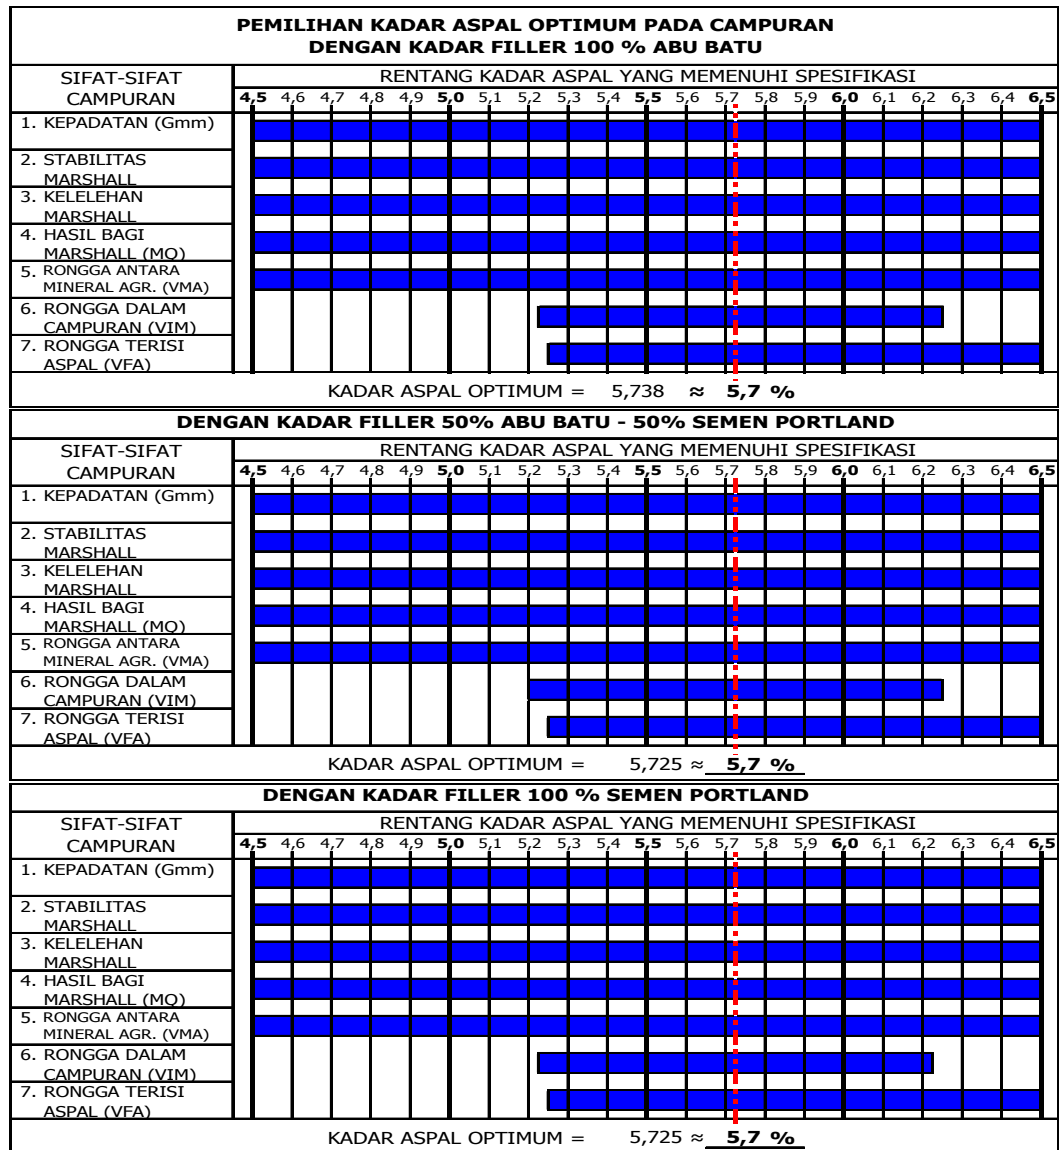 PEMILIHAN KADAR ASPAL OPTIMUM PADA CAMPURAN
DENGAN KADAR FILLER 100 % ABU BATU
SIFAT-SIFAT
CAMPURAN
RENTANG KADAR ASPAL YANG MEMENUHI SPESIFIKASI
4,5 4,6 4,7 4,8 4,9 5,0 5,1 5,2 5,3 5,4 5,5 5,6 5,7 5,8 5,9 6,0 6,1 6,2 6,3 6,4 6,5
1. KEPADATAN (Gmm)
2. STABILITAS
MARSHALL
3. KELELEHAN
MARSHALL
4. HASIL BAGI
MARSHALL (MQ)
5. RONGGA ANTARA
MINERAL AGR. (VMA)
6. RONGGA DALAM
CAMPURAN (VIM)
7. RONGGA TERISI
ASPAL (VFA)
KADAR ASPAL OPTIMUM = 5,738 ≈ 5,7 %
DENGAN KADAR FILLER 50% ABU BATU - 50% SEMEN PORTLAND
SIFAT-SIFAT
CAMPURAN
RENTANG KADAR ASPAL YANG MEMENUHI SPESIFIKASI
4,5 4,6 4,7 4,8 4,9 5,0 5,1 5,2 5,3 5,4 5,5 5,6 5,7 5,8 5,9 6,0 6,1 6,2 6,3 6,4 6,5
1. KEPADATAN (Gmm)
2. STABILITAS
MARSHALL
3. KELELEHAN
MARSHALL
4. HASIL BAGI
MARSHALL (MQ)
5. RONGGA ANTARA
MINERAL AGR. (VMA)
6. RONGGA DALAM
CAMPURAN (VIM)
7. RONGGA TERISI
ASPAL (VFA)
KADAR ASPAL OPTIMUM = 5,725 ≈ 5,7 %
DENGAN KADAR FILLER 100 % SEMEN PORTLAND
SIFAT-SIFAT
CAMPURAN
RENTANG KADAR ASPAL YANG MEMENUHI SPESIFIKASI
4,5 4,6 4,7 4,8 4,9 5,0 5,1 5,2 5,3 5,4 5,5 5,6 5,7 5,8 5,9 6,0 6,1 6,2 6,3 6,4 6,5
1. KEPADATAN (Gmm)
2. STABILITAS
MARSHALL
3. KELELEHAN
MARSHALL
4. HASIL BAGI
MARSHALL (MQ)
5. RONGGA ANTARA
MINERAL AGR. (VMA)
6. RONGGA DALAM
CAMPURAN (VIM)
7. RONGGA TERISI
ASPAL (VFA)
KADAR ASPAL OPTIMUM = 5,725 ≈ 5,7 %